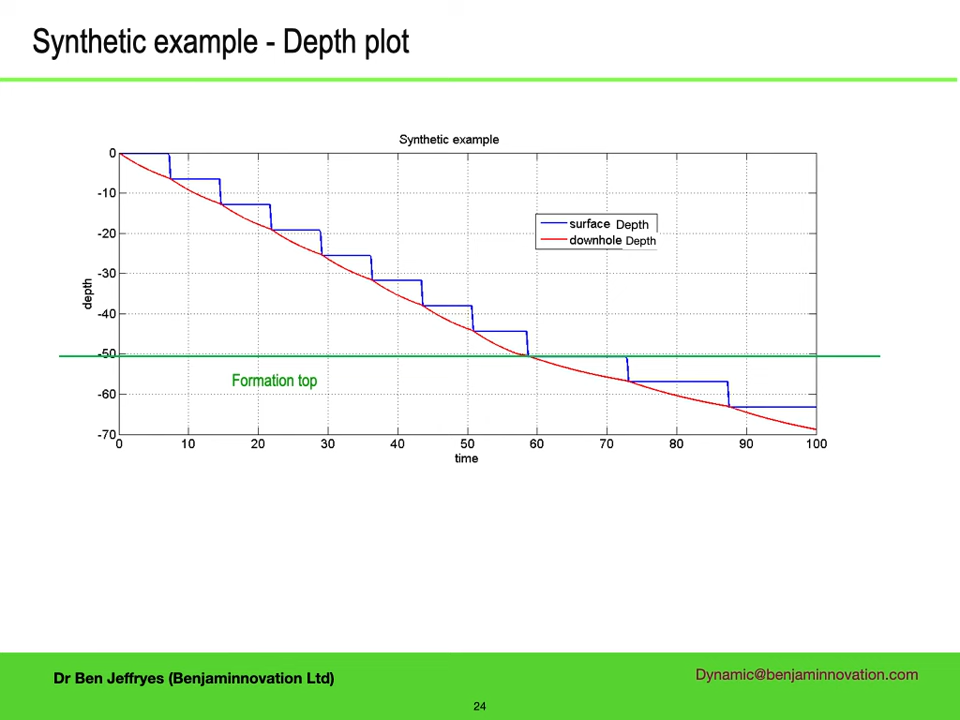 Synthetic example - Depth plot
Synthetic example
0
-10
-20
-30
-40
-50
-60
-70
depth
surface Depth
downhole Depth
Formation top
0 10 20 30 40 50 60 70 80 90 100
time
Dr Ben Jeffryes (Benjaminnovation Ltd)
Dynamic@benjaminnovation.com
24